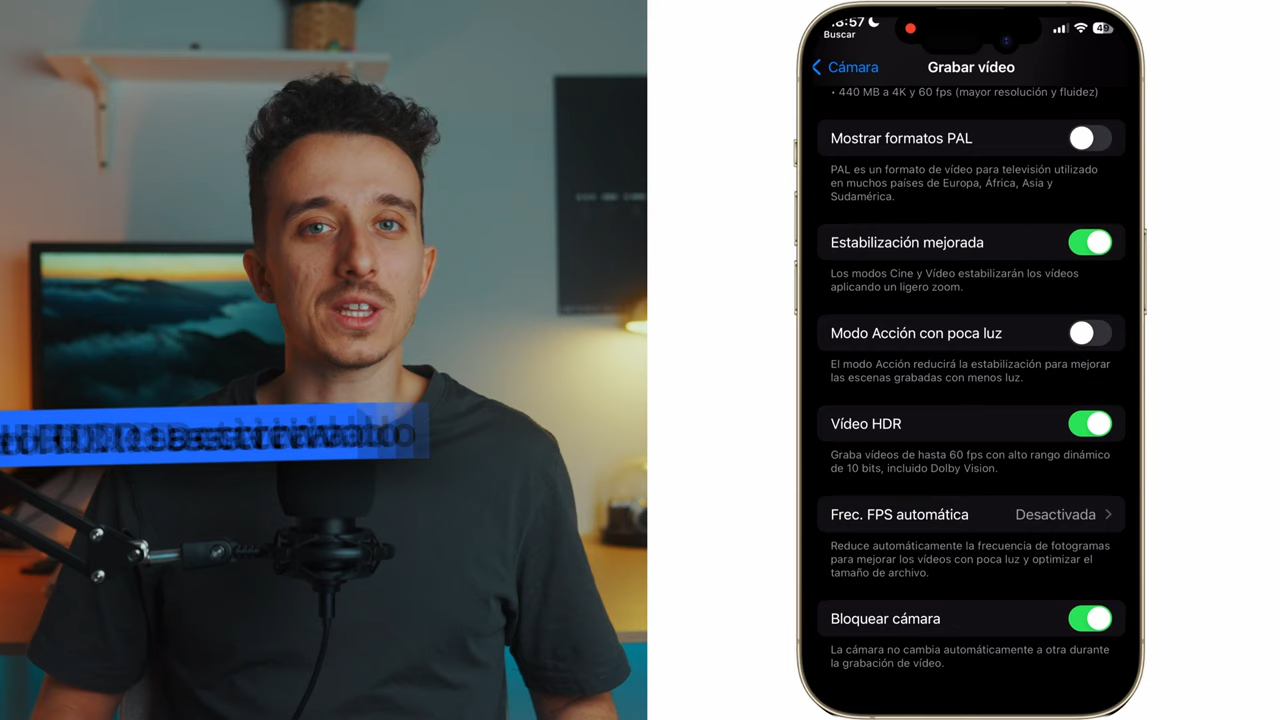 Buscar
Cámara
Grabar vídeo
• 440 MB a 4K y 60 fps (mayor resolución y fluidez)
Mostrar formatos PAL
PAL es un formato de vídeo para televisión utilizado
en muchos países de Europa, África, Asia y
Sudamérica.
Estabilización mejorada
Los modos Cine y Vídeo estabilizarán los vídeos
aplicando un ligero zoom.
Modo Acción con poca luz
El modo Acción reducirá la estabilización para mejorar
las escenas grabadas con menos luz.
Vídeo HDR
Graba vídeos de hasta 60 fps con alto rango dinámico
de 10 bits, incluido Dolby Vision.
Frec. FPS automática
Desactivada
Reduce automáticamente la frecuencia de fotogramas
para mejorar los vídeos con poca luz y optimizar el
tamaño de archivo.
Bloquear cámara
La cámara no cambia automáticamente a otra durante
la grabación de vídeo.